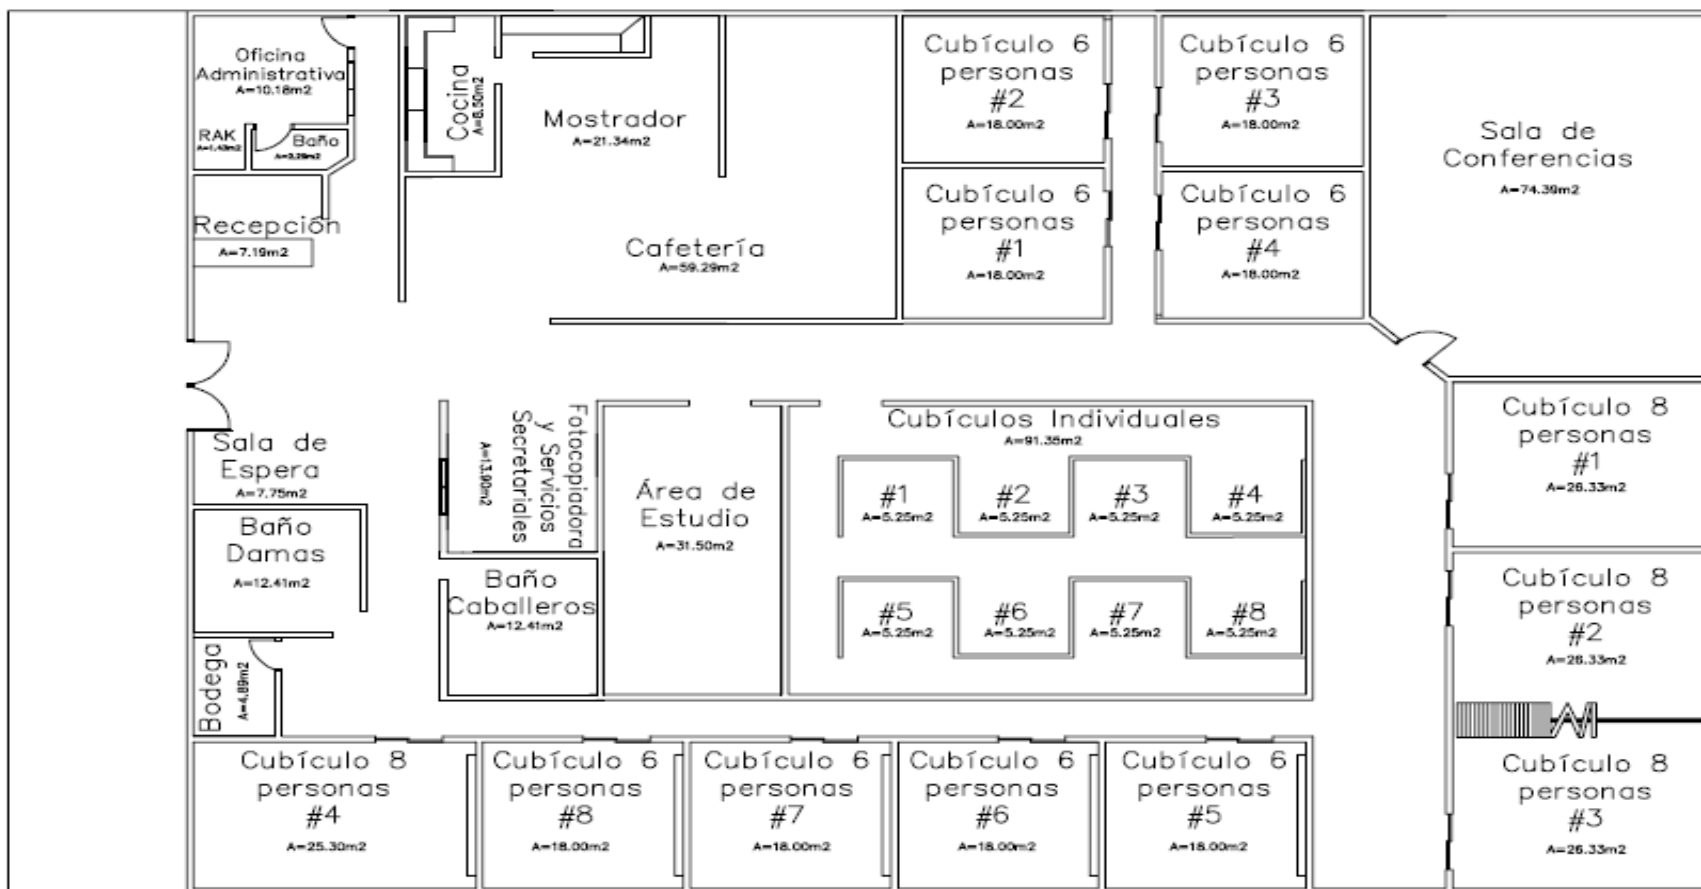 Oficina
Administrativa
A=10.18m2
RAK
A=1.43m2
Baño
Recepción
A=7.19m2
Cocina
A=8.50m2
Mostrador
A=21.34m2
Cafetería
A=59.29m2
Cubículo 6
personas
#2
A=18.00m2
Cubículo 6
personas
#1
A=18.00m2
Cubículo 6
personas
#3
A=18.00m2
Cubículo 6
personas
#4
A=18.00m2
Sala de
Conferencias
A=74.39m2
Sala de
Espera
A=7.75m2
Baño
Damas
A=12.41m2
Bodega
A=4.89m2
Fotocopiadora
y Servicios
Secretariales
A=13.90m2
Baño
Caballeros
A=12.41m2
Área de
Estudio
A=31.50m2
Cubículos Individuales
A=91.35m2
#1
A=5.25m2
#2
A=5.25m2
#3
A=5.25m2
#4
A=5.25m2
#5
A=5.25m2
#6
A=5.25m2
#7
A=5.25m2
#8
A=5.25m2
Cubículo 8
personas
#1
A=26.33m2
Cubículo 8
personas
#2
A=26.33m2
Cubículo 8
personas
#3
A=26.33m2
Cubículo 8
personas
#4
A=25.30m2
Cubículo 6
personas
#8
A=18.00m2
Cubículo 6
personas
#7
A=18.00m2
Cubículo 6
personas
#6
A=18.00m2
Cubículo 6
personas
#5
A=18.00m2